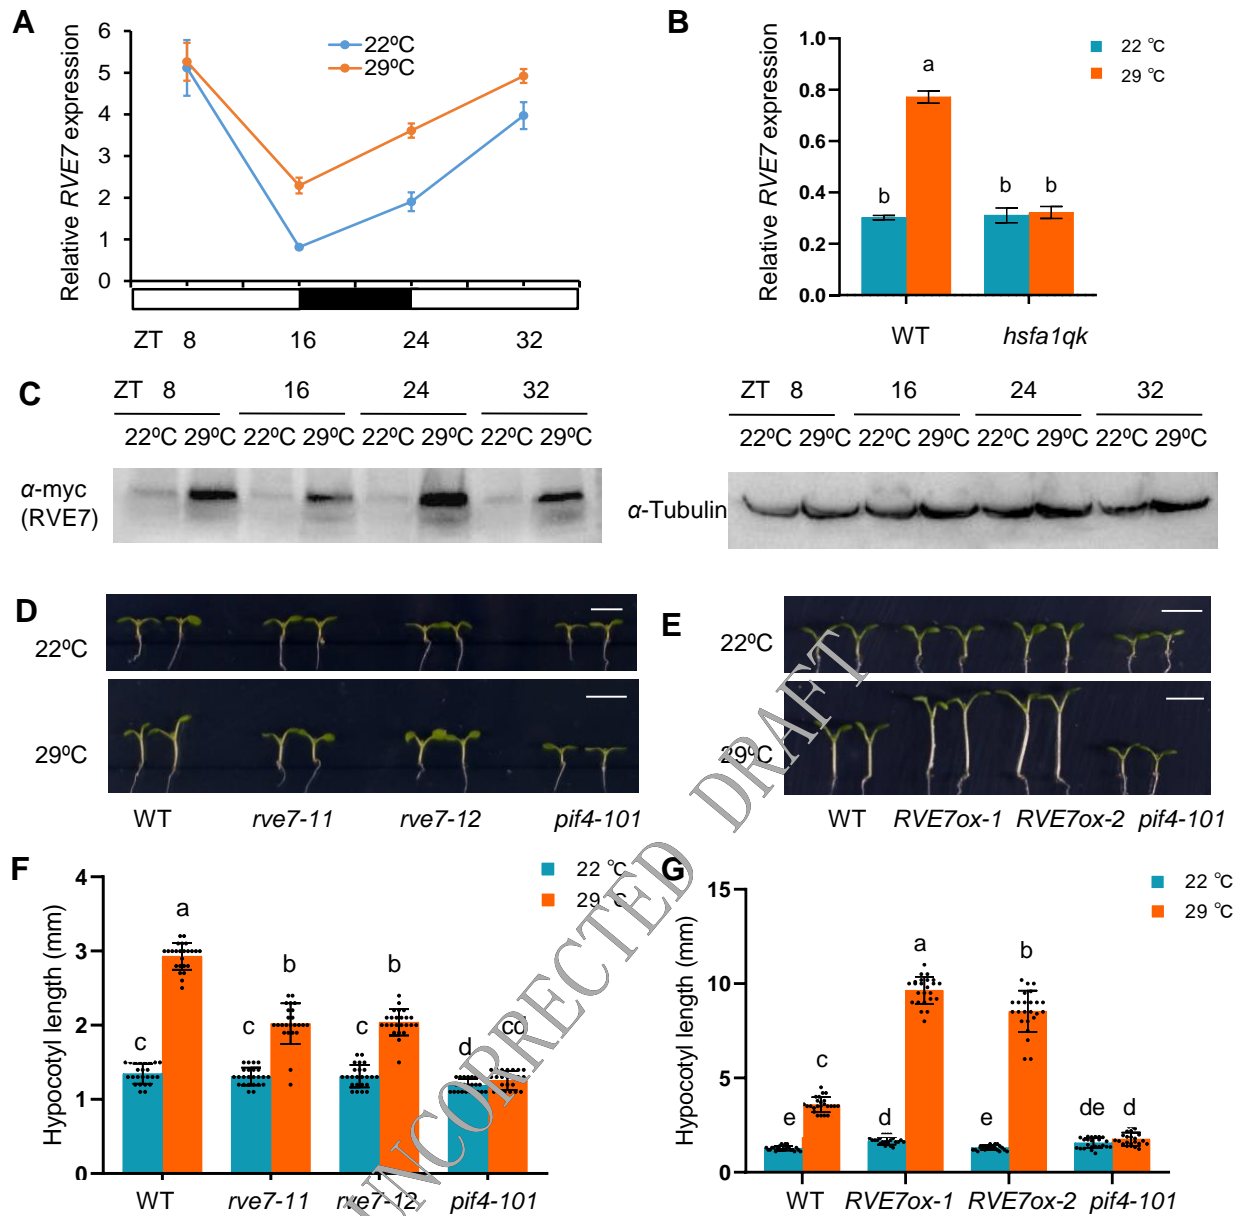 A
Relative RVE7 expression
6
5
4
3
2
1
0
22ºC
29ºC
ZT 8 16 24 32
B
Relative RVE7 expression
1.0
0.8
0.6
0.4
0.2
0.0
22 °C
29 °C
b a b b
WT hsfa1qk
C
ZT 8 16 24 32
22ºC 29ºC 22ºC 29ºC 22ºC 29ºC 22ºC 29ºC
α-myc
(RVE7)
ZT 8 16 24 32
22ºC 29ºC 22ºC 29ºC 22ºC 29ºC 22ºC 29ºC
α-Tubulin
D
22ºC
29ºC
WT rve7-11 rve7-12 pif4-101
E
22ºC
29ºC
WT RVE7ox-1 RVE7ox-2 pif4-101
F
Hypocotyl length (mm)
4
3
2
1
0
22 °C
29 °C
c a c b c b d cd
WT rve7-11 rve7-12 pif4-101
G
Hypocotyl length (mm)
15
10
5
0
22 °C
29 °C
e c d a e b de d
WT RVE7ox-1 RVE7ox-2 pif4-101
UNCORRECTED DRAFT